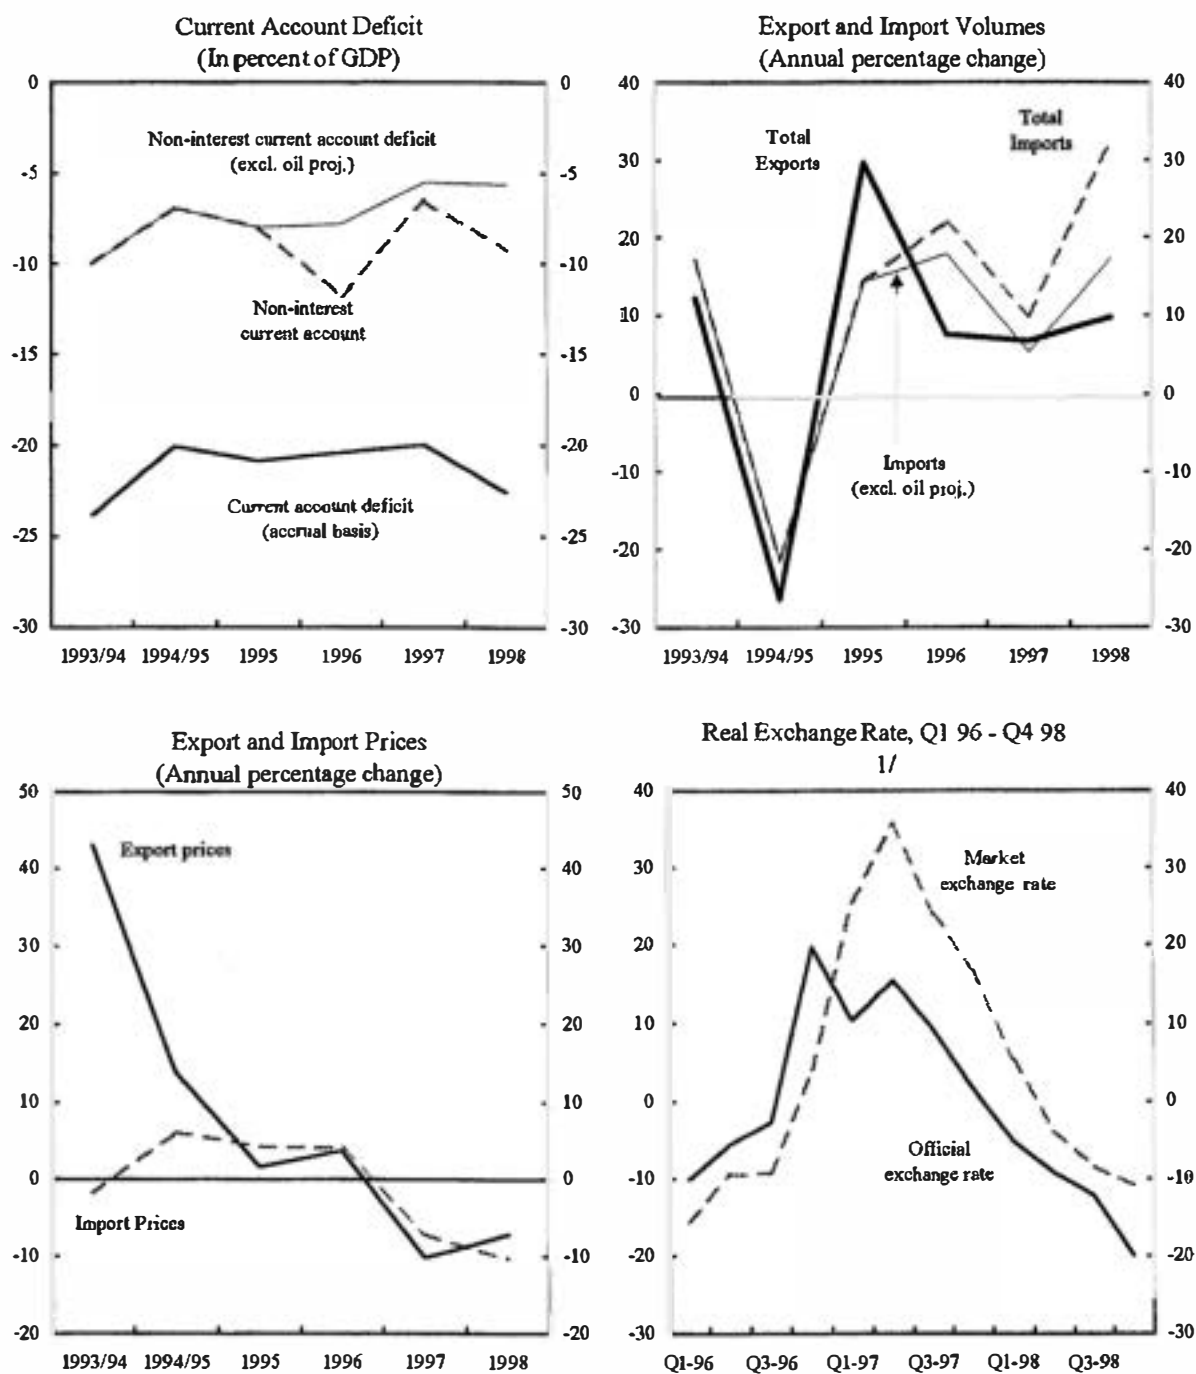 Current Account Deficit
(In percent of GDP)
0
0
Non-interest current account deficit
(excl. oil proj.)
-5
-5
-10
-10
Non-interest
current account
-15
-15
-20
-20
Current account deficit
(accrual basis)
-25
-25
-30
-30
1993/94 1994/95 1995 1996 1997 1998
Export and Import Volumes
(Annual percentage change)
40
40
Total
Exports
Total
Imports
30
30
20
20
10
10
0
0
Imports
(excl. oil proj.)
-10
-10
-20
-20
-30
-30
1993/94 1994/95 1995 1996 1997 1998
Export and Import Prices
(Annual percentage change)
50
50
Export prices
40
40
30
30
20
20
10
10
0
0
Import Prices
-10
-10
-20
-20
1993/94 1994/95 1995 1996 1997 1998
Real Exchange Rate, Q1 96 - Q4 98
1/
40
40
Market
exchange rate
30
30
20
20
10
10
0
0
Official
exchange rate
-10
-10
-20
-20
-30
-30
Q1-96 Q3-96 Q1-97 Q3-97 Q1-98 Q3-98